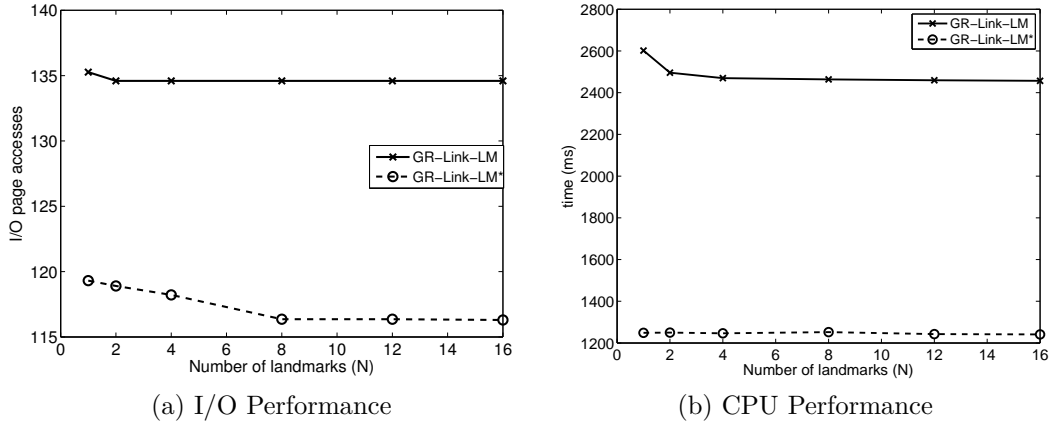 140
135
130
125
120
115
0 2 4 6 8 10 12 14 16
I/O page accesses
Number of landmarks (N)
GR−Link−LM
GR−Link−LM*
(a) I/O Performance
2800
2600
2400
2200
2000
1800
1600
1400
1200
0 2 4 6 8 10 12 14 16
time (ms)
Number of landmarks (N)
GR−Link−LM
GR−Link−LM*
(b) CPU Performance